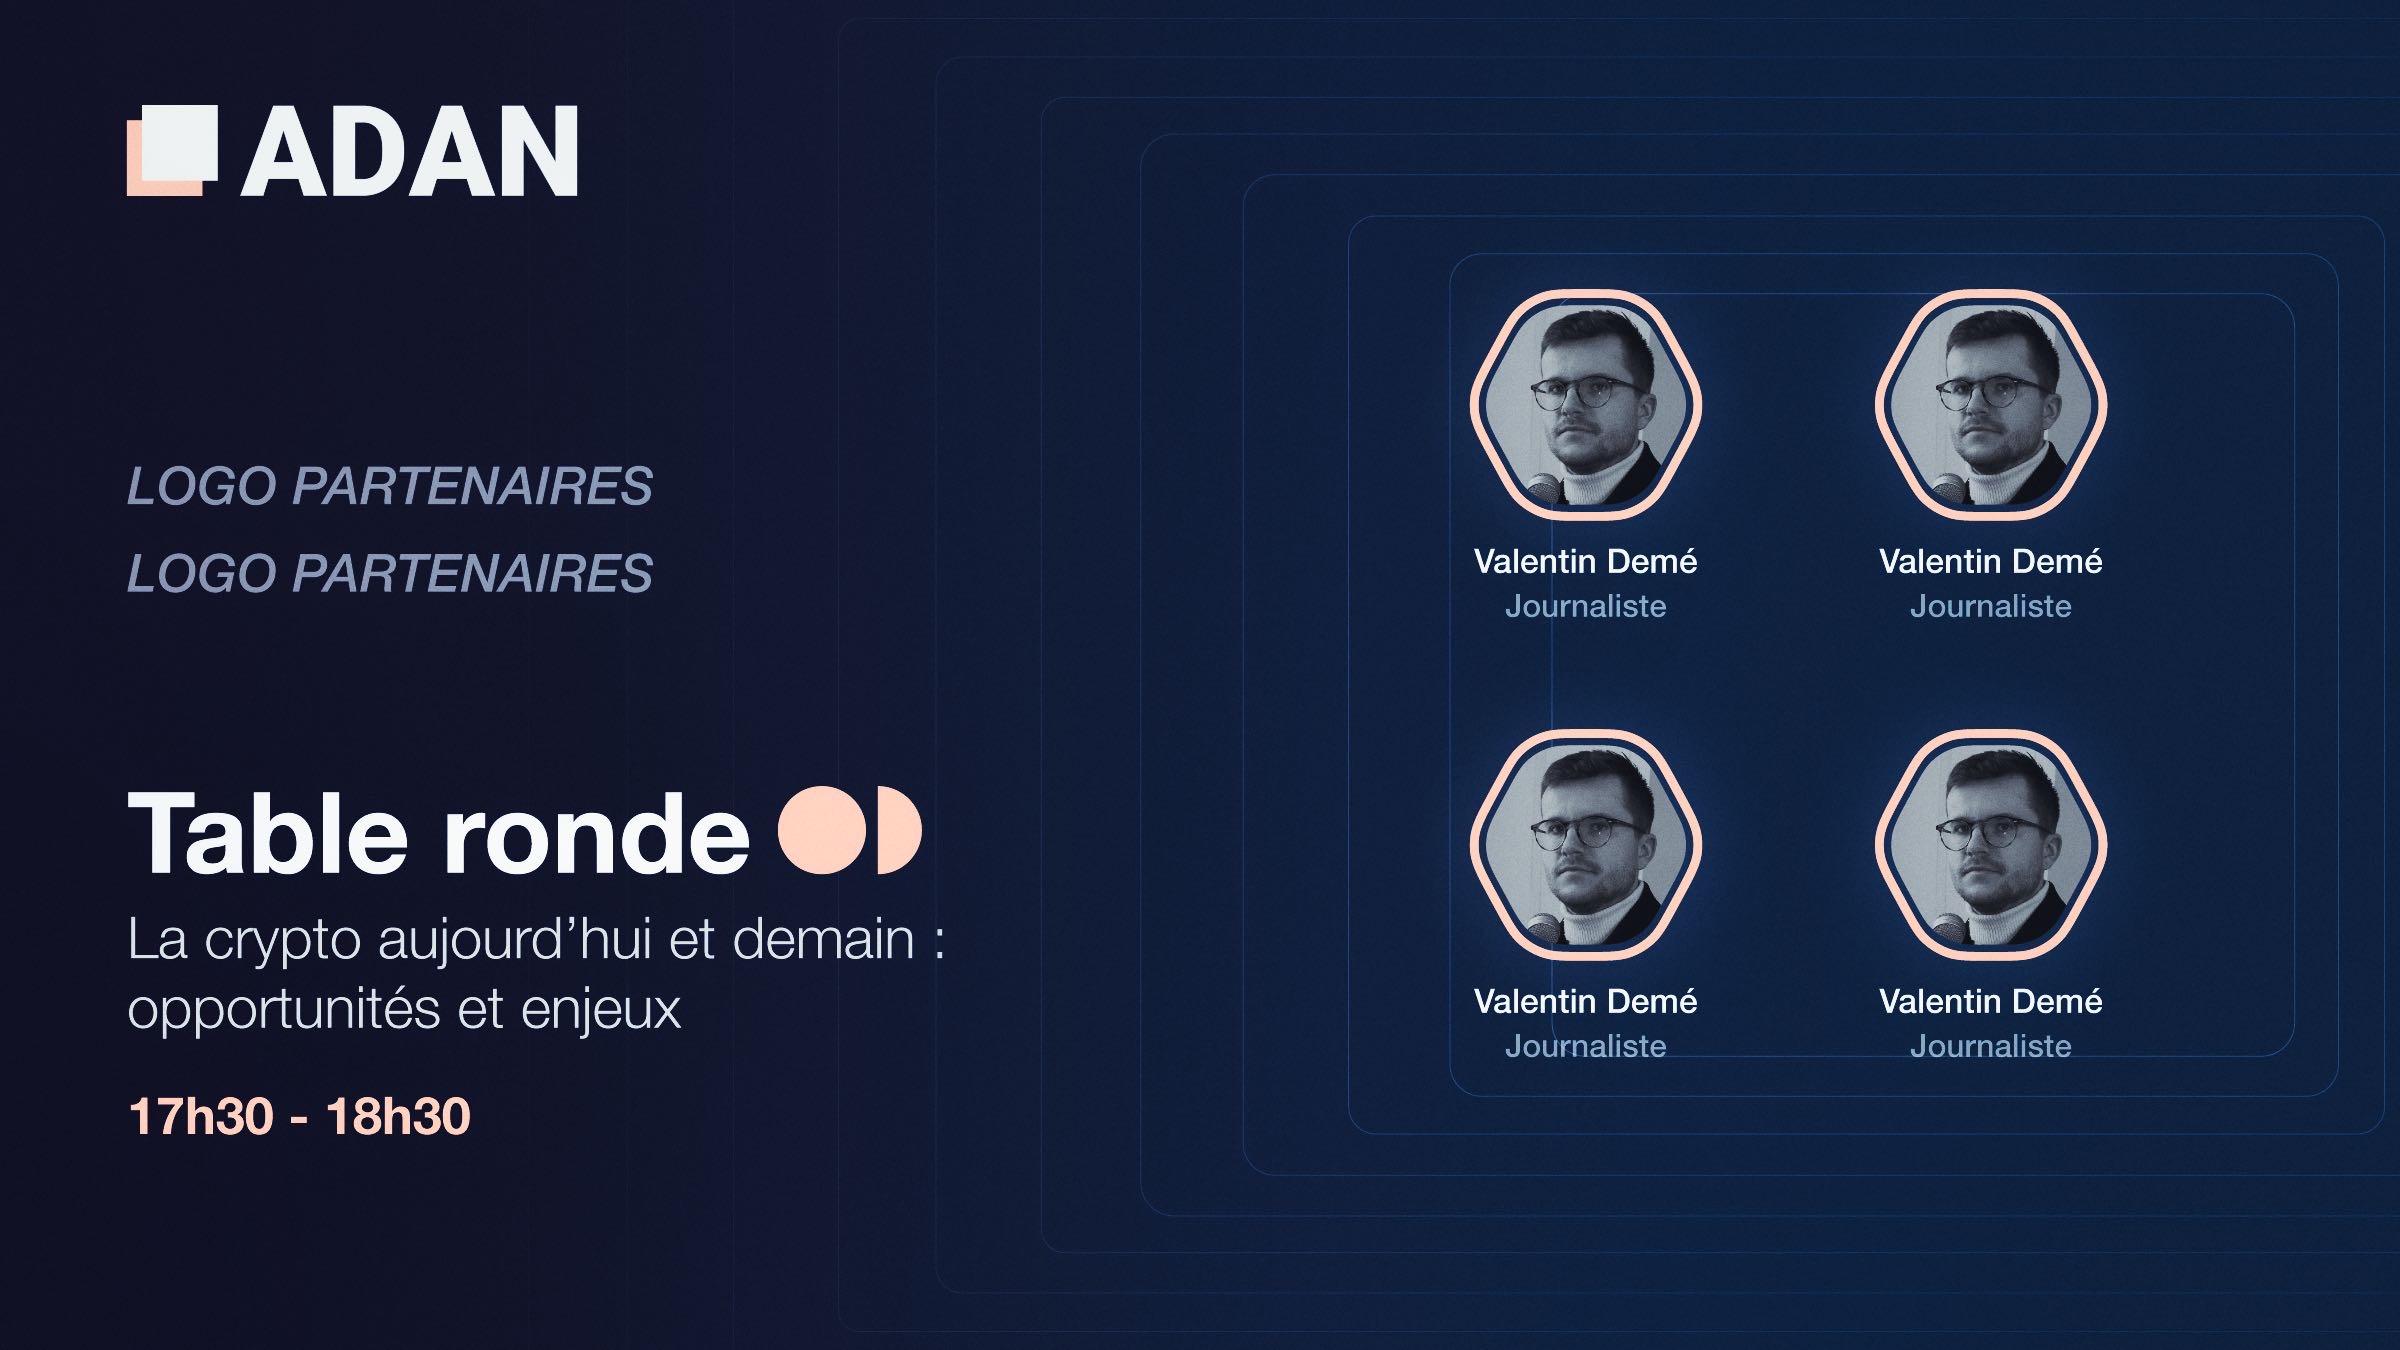 ADAN
LOGO PARTENAIRES
LOGO PARTENAIRES
Table ronde
La crypto aujourd’hui et demain :
opportunités et enjeux
17h30 - 18h30
Valentin Demé
Journaliste
Valentin Demé
Journaliste
Valentin Demé
Journaliste
Valentin Demé
Journaliste